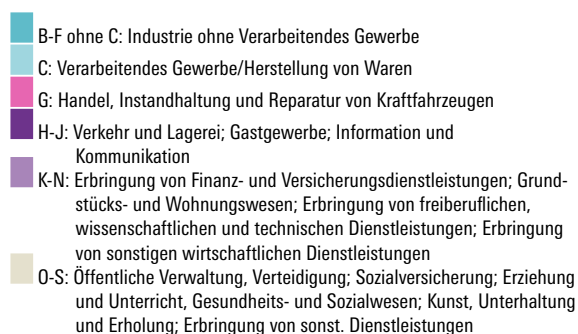 B-F ohne C: Industrie ohne Verarbeitendes Gewerbe
C: Verarbeitendes Gewerbe/Herstellung von Waren
G: Handel, Instandhaltung und Reparatur von Kraftfahrzeugen
H-J: Verkehr und Lagerei; Gastgewerbe; Information und
Kommunikation
K-N: Erbringung von Finanz- und Versicherungsdienstleistungen; Grund-
stücks- und Wohnungswesen; Erbringung von freiberuflichen,
wissenschaftlichen und technischen Dienstleistungen; Erbringung
von sonstigen wirtschaftlichen Dienstleistungen
O-S: Öffentliche Verwaltung, Verteidigung; Sozialversicherung; Erziehung
und Unterricht, Gesundheits- und Sozialwesen; Kunst, Unterhaltung
und Erholung; Erbringung von sonst. Dienstleistungen